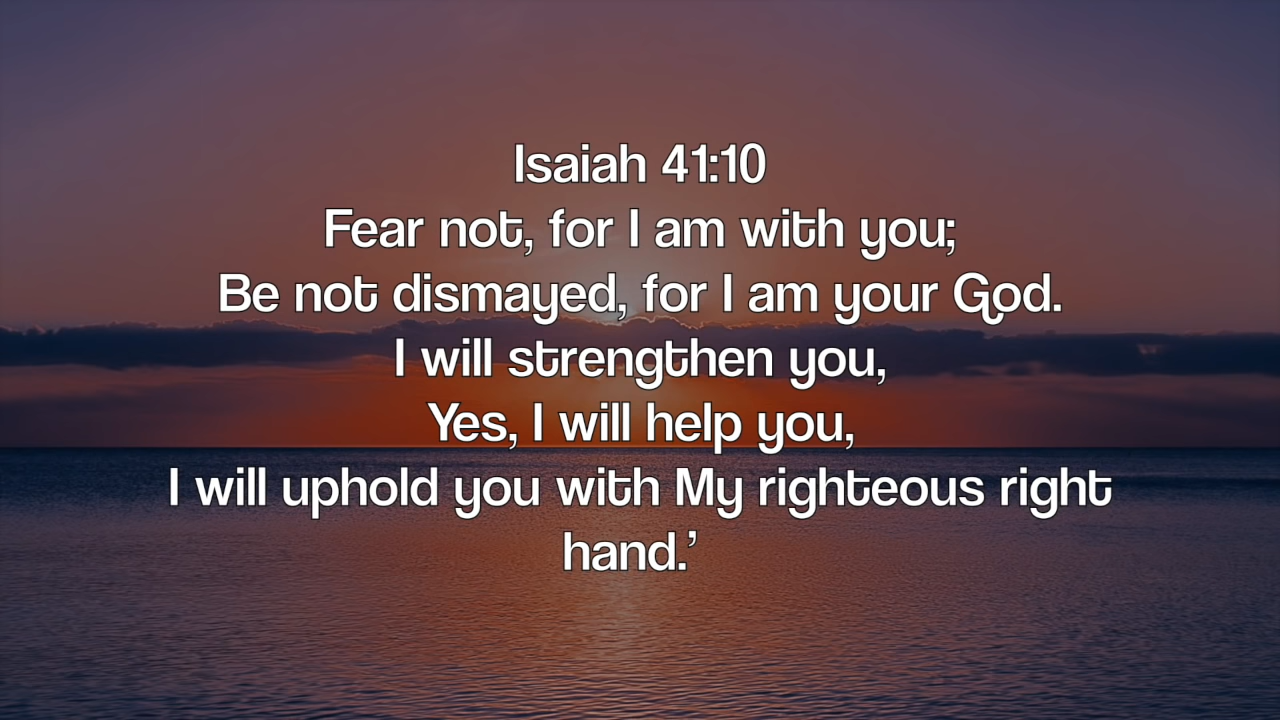 Isaiah 41:10
Fear not, for I am with you;
Be not dismayed, for I am your God.
I will strengthen you,
Yes, I will help you,
I will uphold you with My righteous right
hand.’